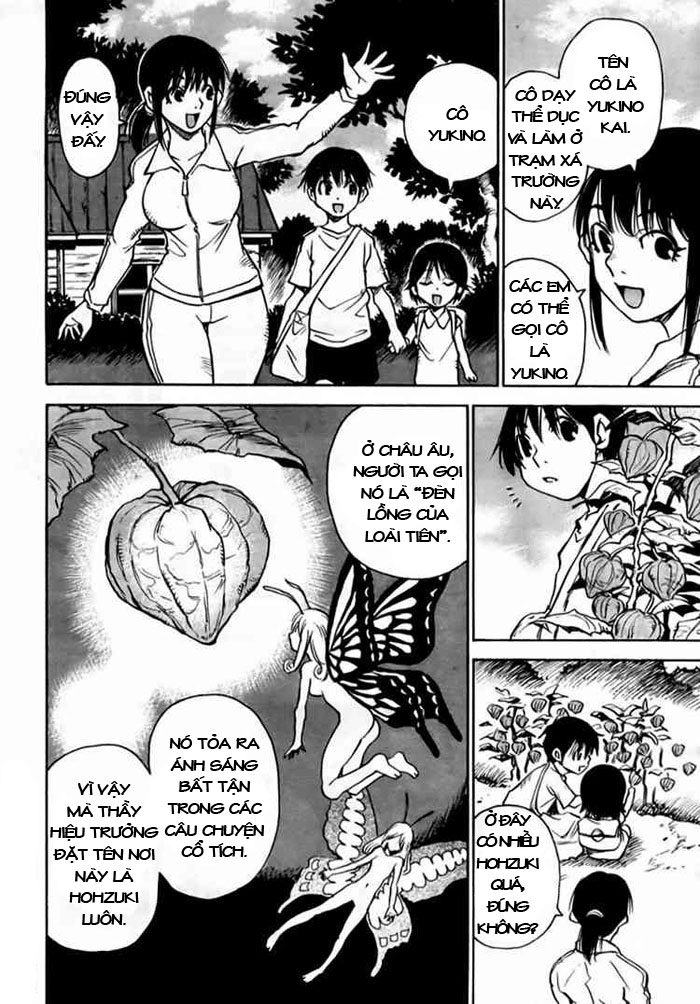 TÊN
CÔ LÀ
YUKINO
KAI.
CÔ DẠY
THỂ DỤC
VÀ LÀM Ở
TRẠM XÁ
TRƯỜNG
NÀY
CÁC EM
CÓ THỂ
GỌI CÔ
LÀ
YUKINO.
CÔ
YUKINO.
ĐÚNG
VẬY
ĐẤY.
Ở ĐÂY
CÓ NHIỀU
HOHZUKI
QUÁ,
ĐÚNG
KHÔNG?
Ở CHÂU ÂU,
NGƯỜI TA GỌI
NÓ LÀ “ĐÈN
LỒNG CỦA
LOÀI TIÊN”.
NÓ TỎA RA
ÁNH SÁNG
BẤT TẬN
TRONG CÁC
CÂU CHUYỆN
CỔ TÍCH.
VÌ VẬY
MÀ THẦY
HIỆU TRƯỞNG
ĐẶT TÊN NƠI
NÀY LÀ
HOHZUKI
LUÔN.